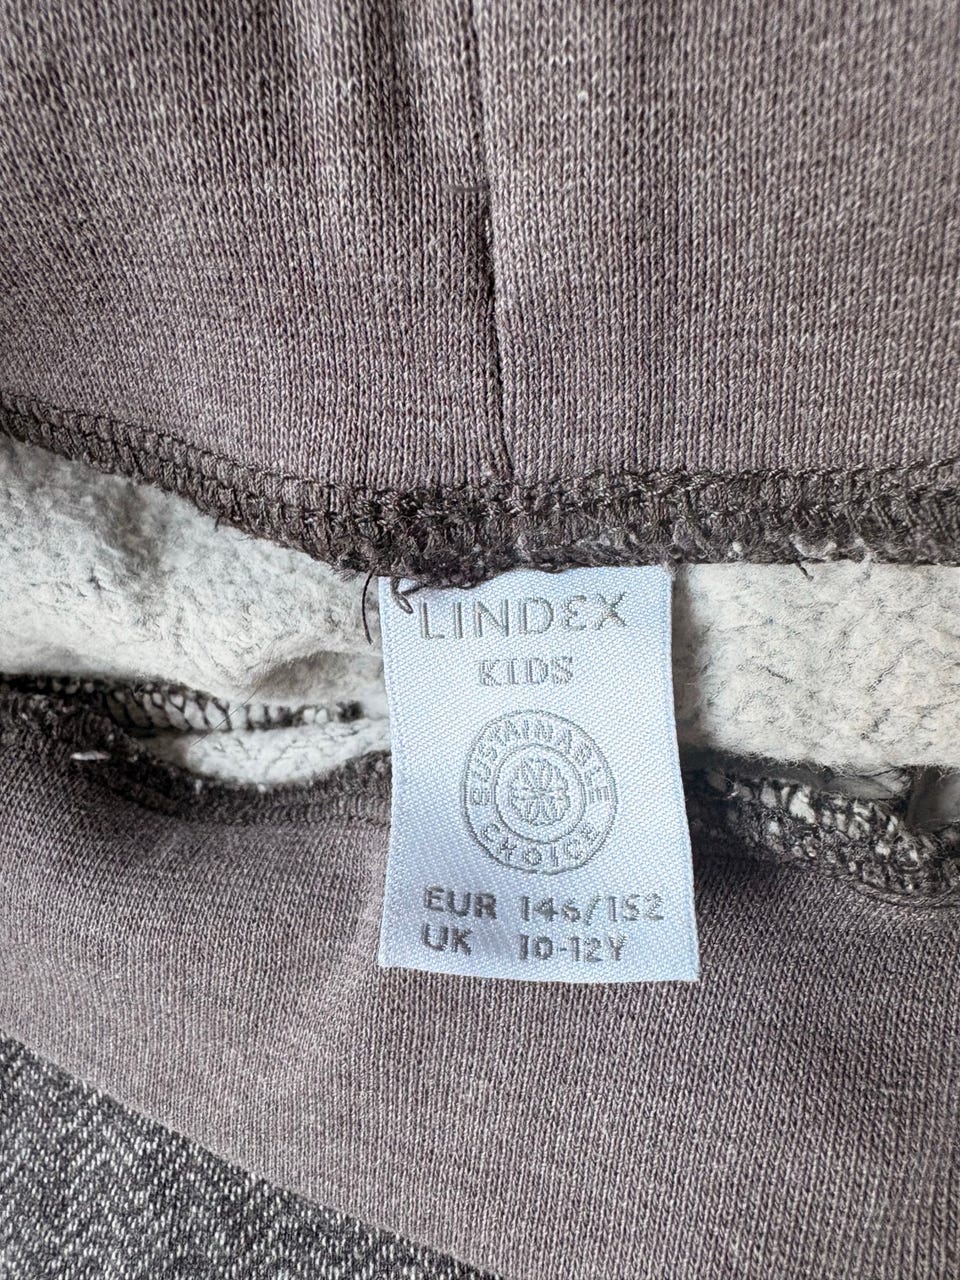 LINDEX
KIDS
SUSTAINABLE
CHOICE
EUR 146/152
UK 10-12Y